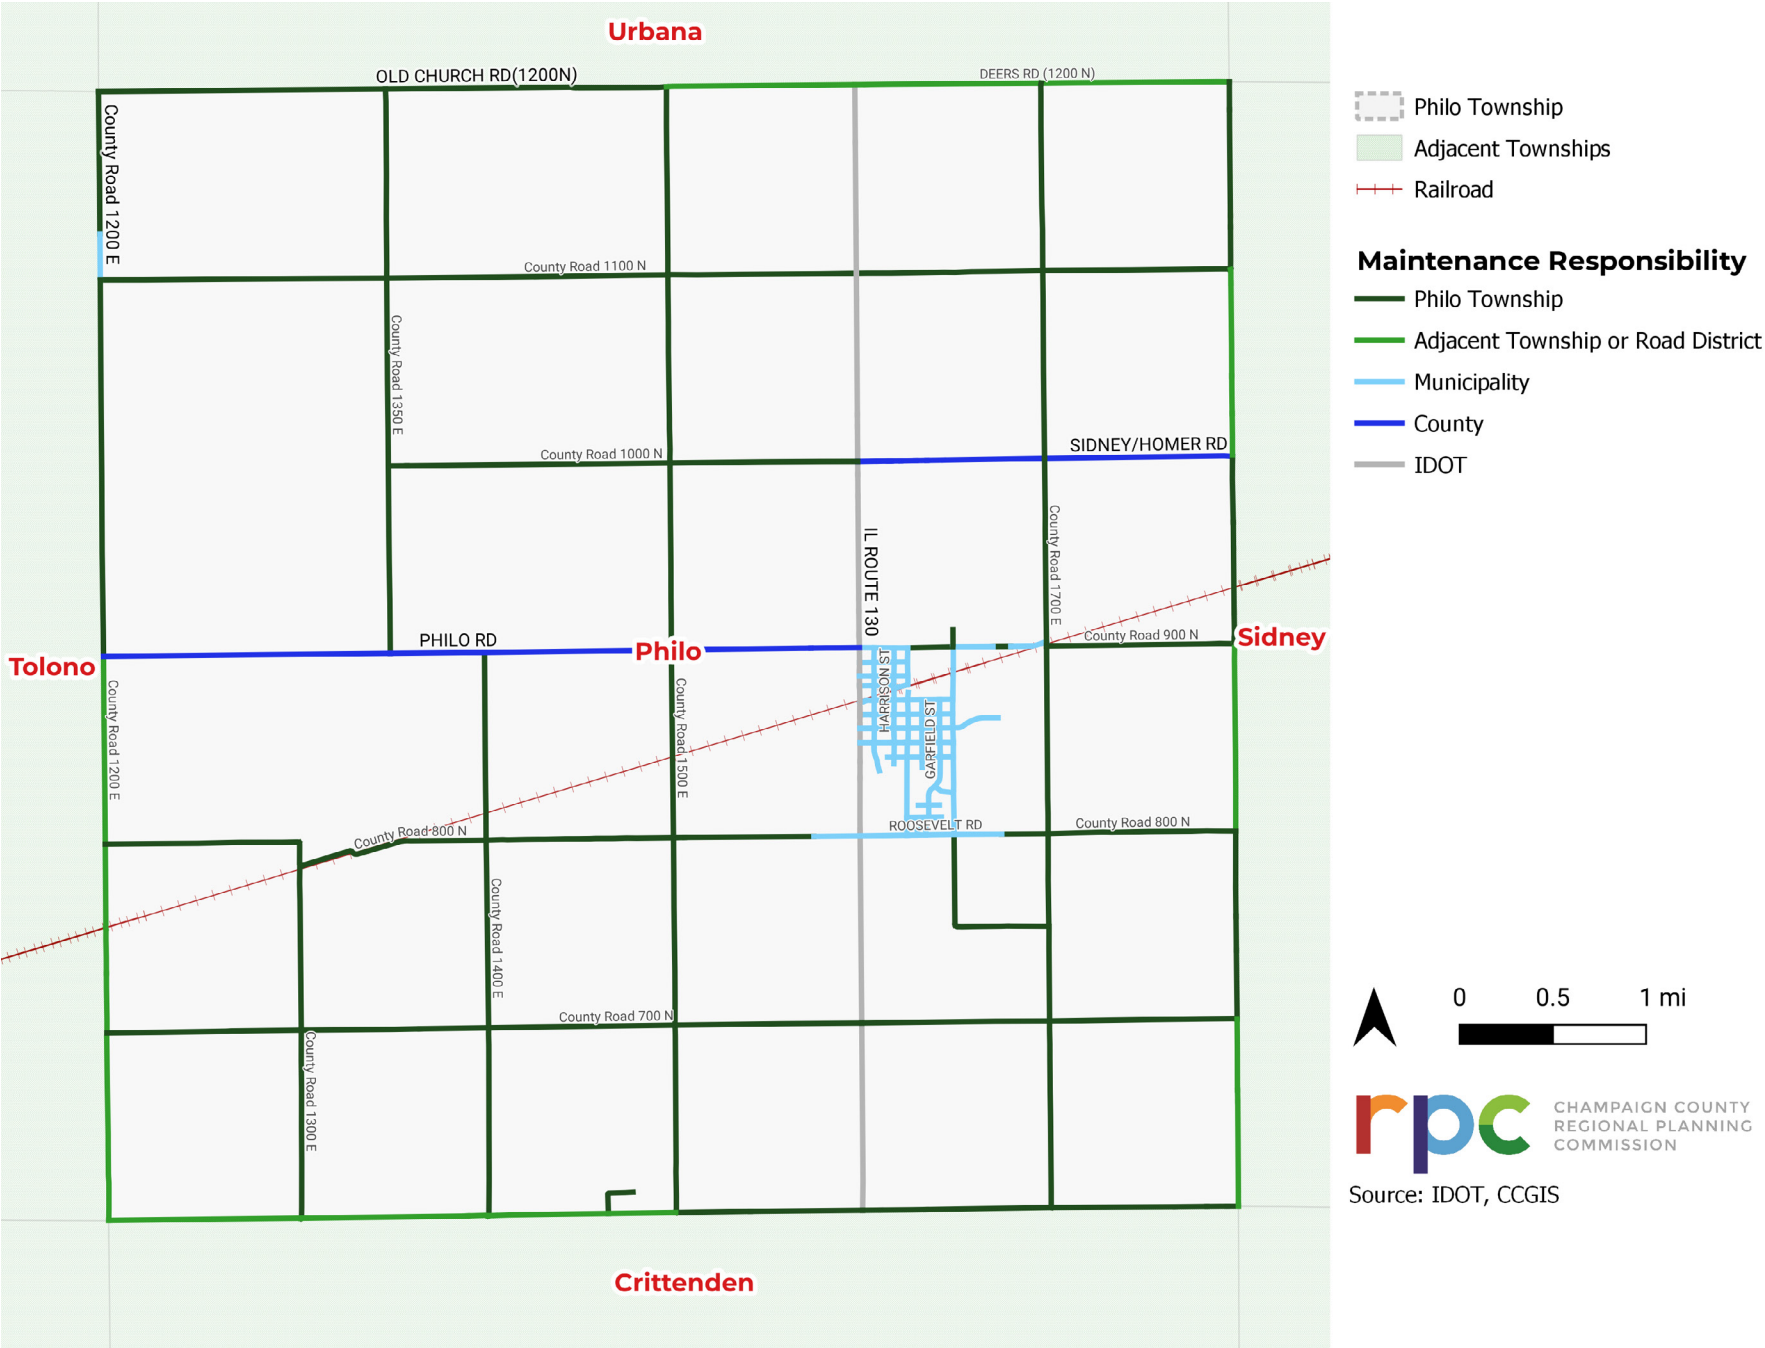 Urbana
OLD CHURCH RD(1200N)
DEERS RD (1200 N)
County Road 1200 E
County Road 1100 N
County Road 1350 E
County Road 1000 N
SIDNEY/HOMER RD
IL ROUTE 130
County Road 1700 E
PHILO RD
Philo
County Road 900 N
Sidney
Tolono
HARRISON ST
GARFIELD ST
County Road 1200 E
County Road 1500 E
County Road 800 N
ROOSEVELT RD
County Road 800 N
County Road 1400 E
County Road 700 N
County Road 1300 E
Crittenden
Philo Township
Adjacent Townships
Railroad
Maintenance Responsibility
Philo Township
Adjacent Township or Road District
Municipality
County
IDOT
0 0.5 1 mi
rpc
CHAMPAIGN COUNTY
REGIONAL PLANNING
COMMISSION
Source: IDOT, CCGIS